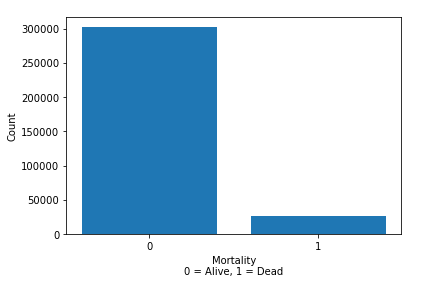 300000
250000
200000
150000
100000
50000
0
Count
0 1
Mortality
0 = Alive, 1 = Dead